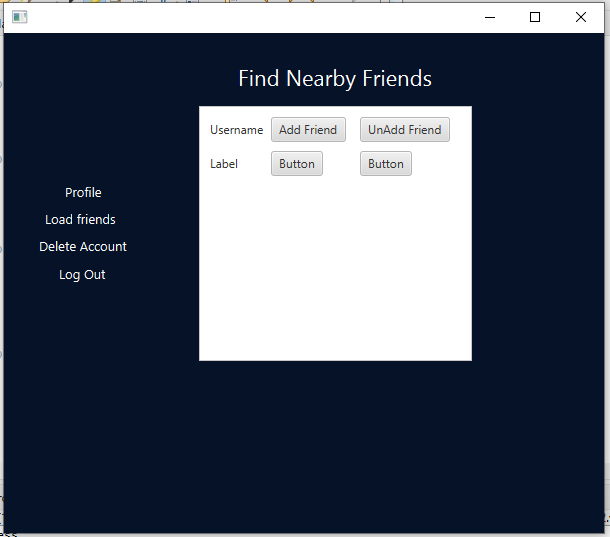 Find Nearby Friends
Username Add Friend UnAdd Friend
Label Button Button
Profile
Load friends
Delete Account
Log Out